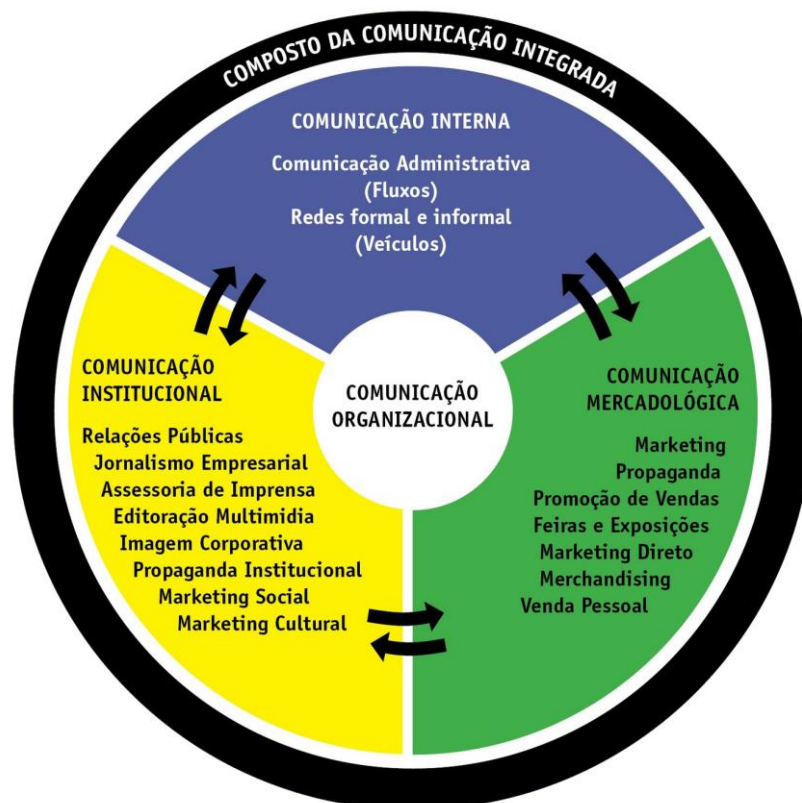 COMPOSTO DA COMUNICAÇÃO INTEGRADA
COMUNICAÇÃO INTERNA
Comunicação Administrativa
(Fluxos)
Redes formal e informal
(Veículos)
COMUNICAÇÃO
INSTITUCIONAL
Relações Públicas
Jornalismo Empresarial
Assessoria de Imprensa
Editoração Multimidia
Imagem Corporativa
Propaganda Institucional
Marketing Social
Marketing Cultural
COMUNICAÇÃO
ORGANIZACIONAL
COMUNICAÇÃO
MERCADOLÓGICA
Marketing
Propaganda
Promoção de Vendas
Feiras e Exposições
Marketing Direto
Merchandising
Venda Pessoal